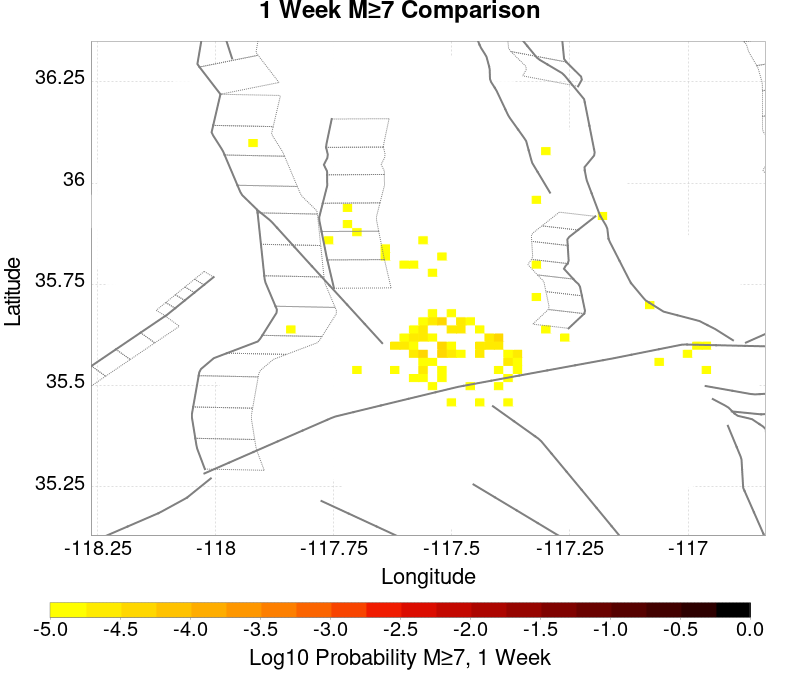 1 Week M≥7 Comparison
36.25
36
35.75
35.5
35.25
Latitude
-118.25 -118 -117.75 -117.5 -117.25 -117
Longitude
-5.0 -4.5 -4.0 -3.5 -3.0 -2.5 -2.0 -1.5 -1.0 -0.5 0.0
Log10 Probability M≥7, 1 Week